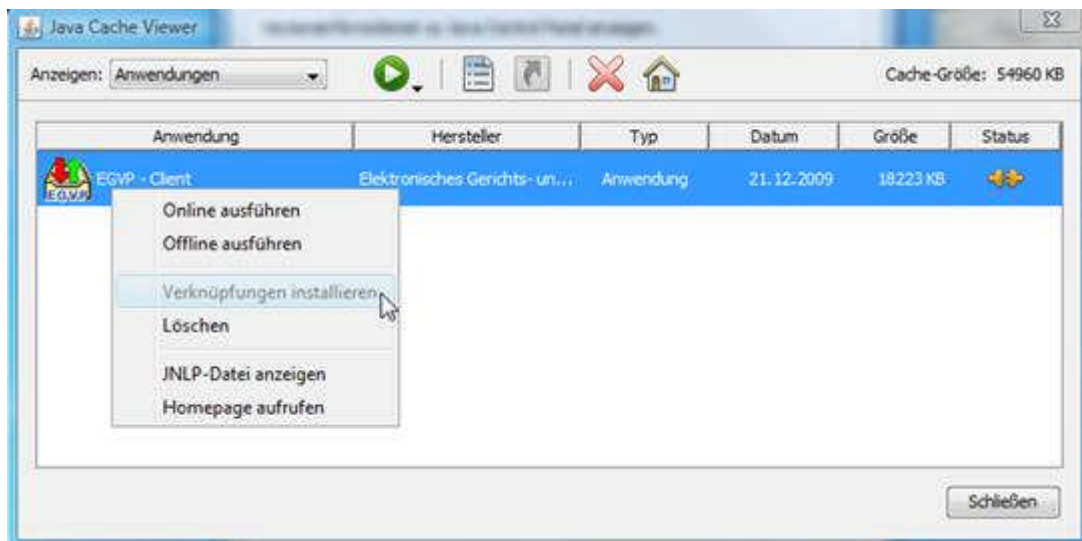 Java Cache Viewer
Anzeigen: Anwendungen
Cache-Größe: 54960 KB
Anwendung Hersteller Typ Datum Größe Status
E.G.V.P. EGVP - Client Elektronisches Gerichts- un... Anwendung 21.12.2009 18223 KB
Online ausführen
Offline ausführen
Verknüpfungen installieren
Löschen
JNLP-Datei anzeigen
Homepage aufrufen
Schließen